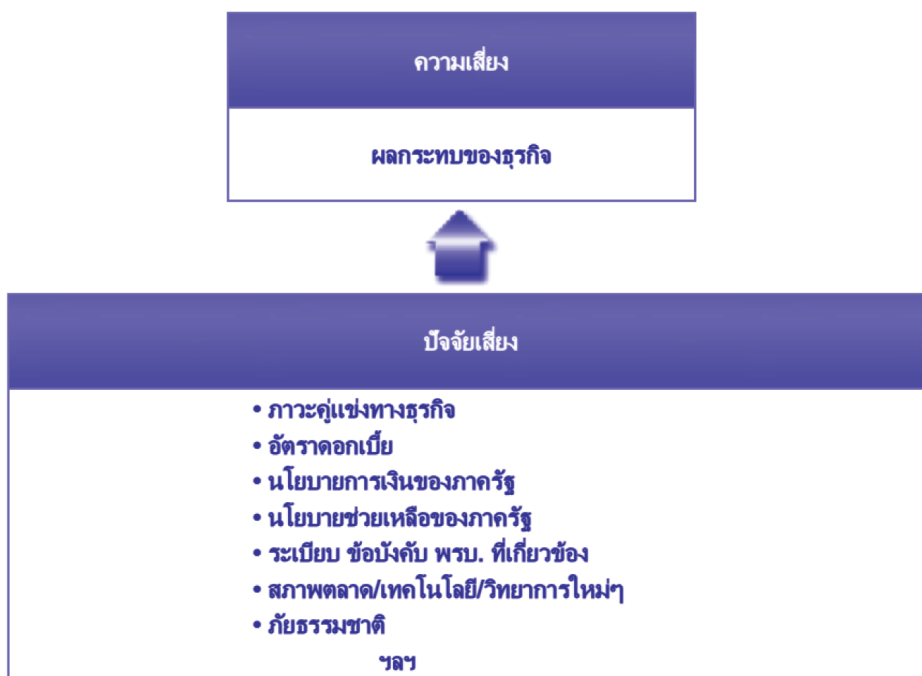 ความเสี่ยง
ผลกระทบของธุรกิจ
ปัจจัยเสี่ยง
• ภาวะคู่แข่งทางธุรกิจ
• อัตราดอกเบี้ย
• นโยบายการเงินของภาครัฐ
• นโยบายช่วยเหลือของภาครัฐ
• ระเบียบ ข้อบังคับ พรบ. ที่เกี่ยวข้อง
• สภาพตลาด/เทคโนโลยี/วิทยาการใหม่ๆ
• ภัยธรรมชาติ
ฯลฯ